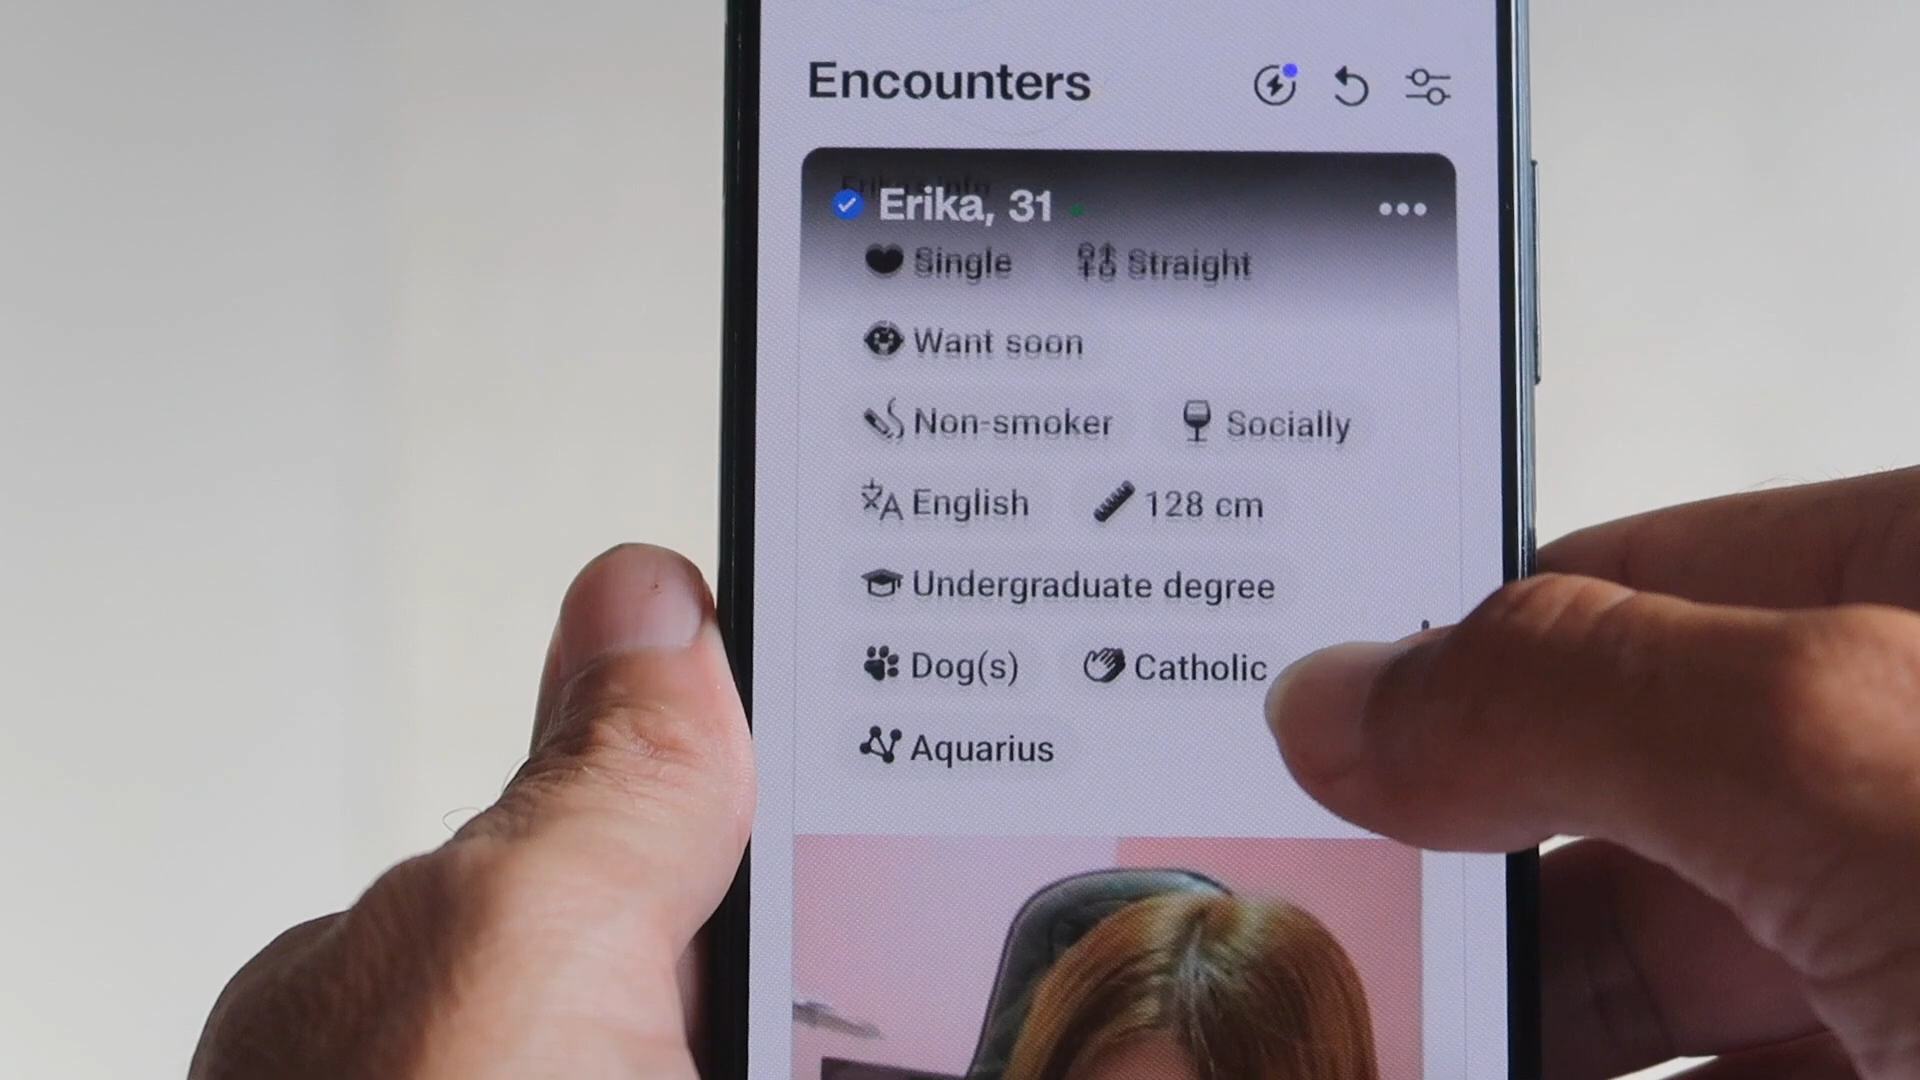 Encounters
Erika, 31
Single Straight
Want soon
Non-smoker Socially
English 128 cm
Undergraduate degree
Dog(s) Catholic
Aquarius